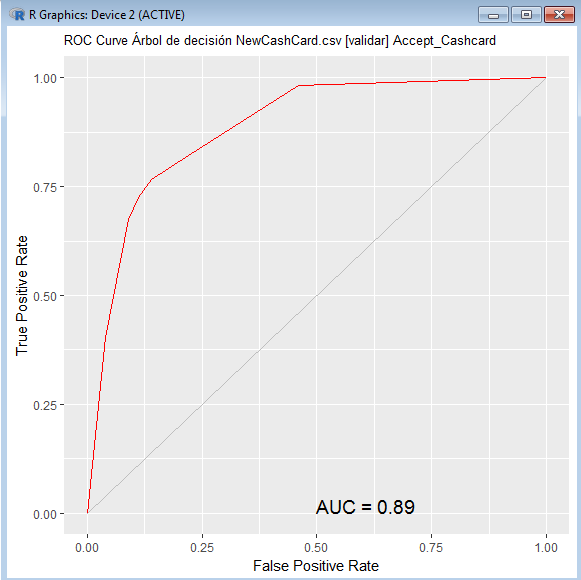 R Graphics: Device 2 (ACTIVE)
ROC Curve Árbol de decisión NewCashCard.csv [validar] Accept_Cashcard
1.00
0.75
0.50
0.25
0.00
True Positive Rate
AUC = 0.89
0.00 0.25 0.50 0.75 1.00
False Positive Rate